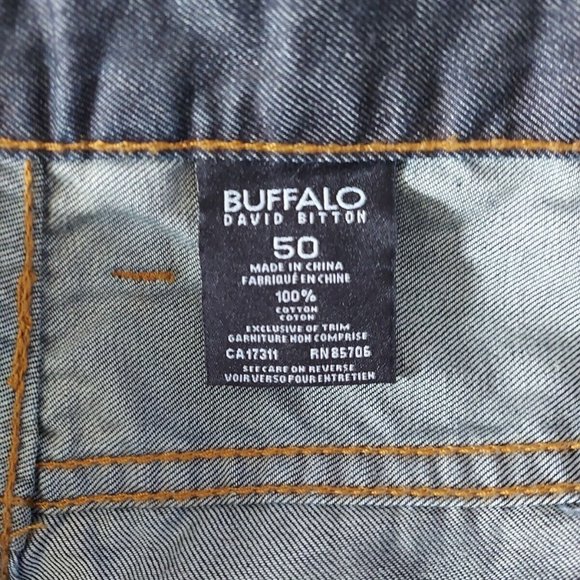 BUFFALO
DAVID BITTON
50
MADE IN CHINA
FABRIQUÉ EN CHINE
100%
COTTON
COTON
EXCLUSIVE OF TRIM
GARNITURE NON COMPRISE
CA17311 RN85706
SEE CARE ON REVERSE
VOIR VERSO POUR ENTRETIEN